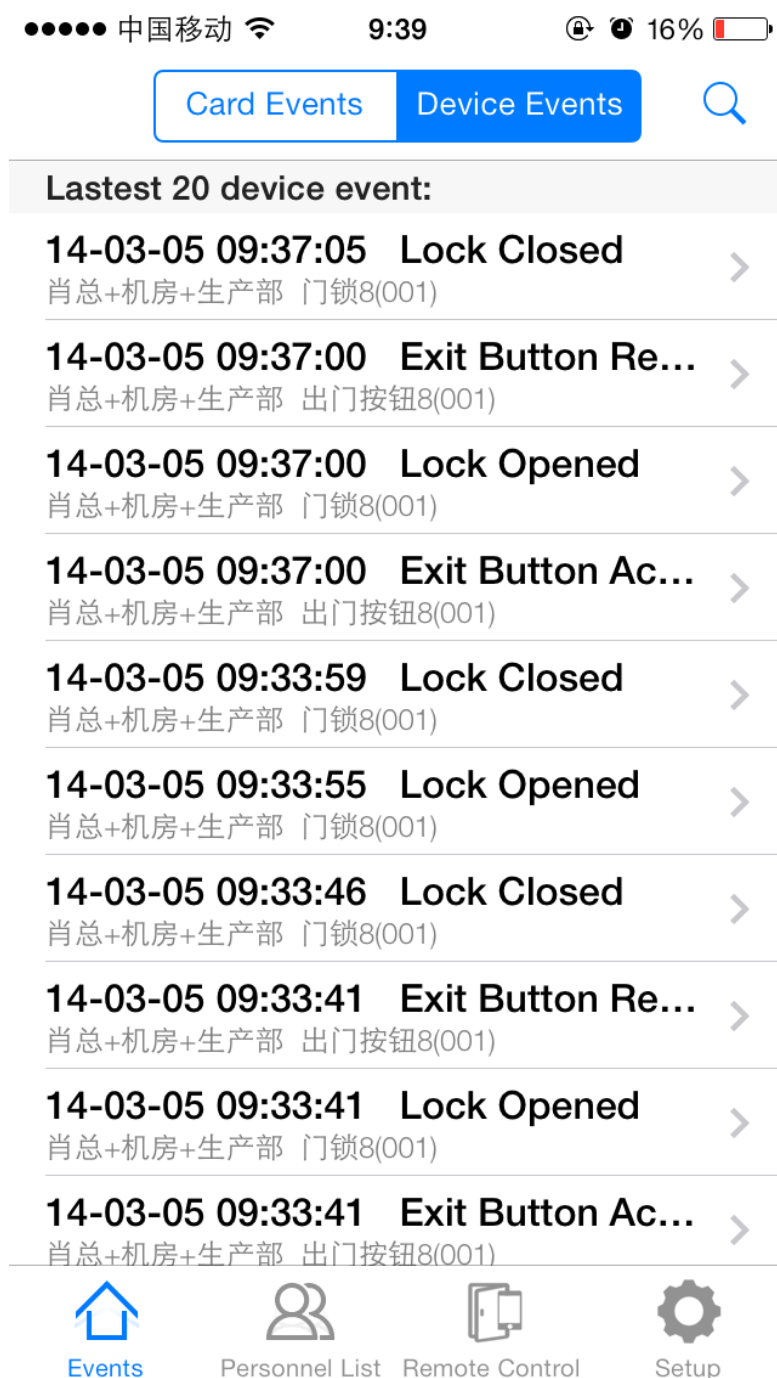 中国移动 9:39 16%
Card Events Device Events
Lastest 20 device event:
14-03-05 09:37:05 Lock Closed
肖总+机房+生产部 门锁8(001)
14-03-05 09:37:00 Exit Button Re...
肖总+机房+生产部 出门按钮8(001)
14-03-05 09:37:00 Lock Opened
肖总+机房+生产部 门锁8(001)
14-03-05 09:37:00 Exit Button Ac...
肖总+机房+生产部 出门按钮8(001)
14-03-05 09:33:59 Lock Closed
肖总+机房+生产部 门锁8(001)
14-03-05 09:33:55 Lock Opened
肖总+机房+生产部 门锁8(001)
14-03-05 09:33:46 Lock Closed
肖总+机房+生产部 门锁8(001)
14-03-05 09:33:41 Exit Button Re...
肖总+机房+生产部 出门按钮8(001)
14-03-05 09:33:41 Lock Opened
肖总+机房+生产部 门锁8(001)
14-03-05 09:33:41 Exit Button Ac...
肖总+机房+生产部 出门按钮8(001)
Events Personnel List Remote Control Setup